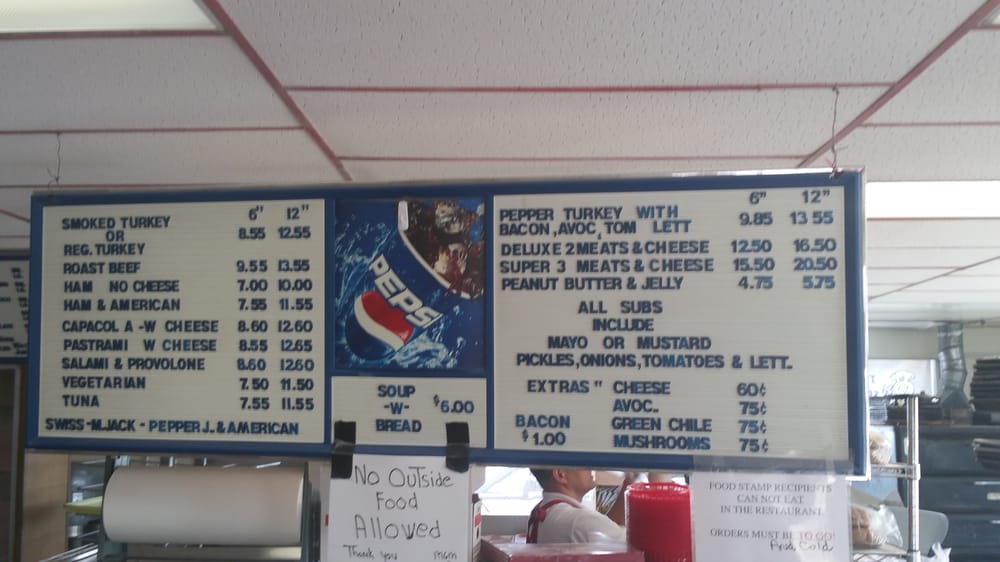 6" 12"
SMOKED TURKEY 8.55 12.55
OR
REG. TURKEY
ROAST BEEF 9.55 13.55
HAM NO CHEESE 7.00 10.00
HAM & AMERICAN 7.55 11.55
CAPACOL A -W CHEESE 8.60 12.60
PASTRAMI W CHEESE 8.55 12.65
SALAMI & PROVOLONE 8.60 12.60
VEGETARIAN 7.50 11.50
TUNA 7.55 11.55
SWISS-M.JACK - PEPPER J. & AMERICAN
PEPSI
SOUP
-W- $6.00
BREAD
6" 12"
PEPPER TURKEY WITH 9.85 13 55
BACON, AVOC, TOM LETT
DELUXE 2 MEATS & CHEESE 12.50 16.50
SUPER 3 MEATS & CHEESE 15.50 20.50
PEANUT BUTTER & JELLY 4.75 5.75
ALL SUBS
INCLUDE
MAYO OR MUSTARD
PICKLES, ONIONS, TOMATOES & LETT.
EXTRAS " CHEESE 60¢
AVOC. 75¢
BACON GREEN CHILE 75¢
$1.00 MUSHROOMS 75¢
No Outside
Food
Allowed
Thank you mgm
FOOD STAMP RECIPIENTS
CAN NOT EAT
IN THE RESTAURANT.
ORDERS MUST BE TO GO!
Cold